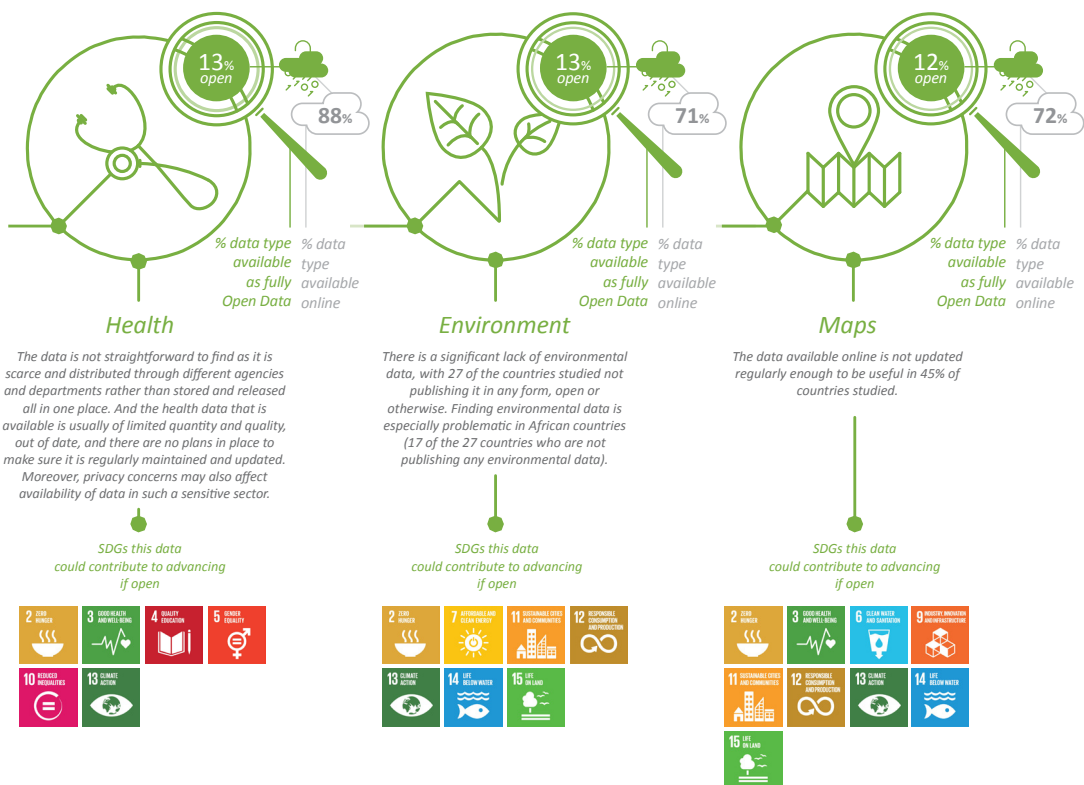 13%
open
88%
% data type
available
as fully
Open Data
% data
type
available
online
Health
The data is not straightforward to find as it is
scarce and distributed through different agencies
and departments rather than stored and released
all in one place. And the health data that is
available is usually of limited quantity and quality,
out of date, and there are no plans in place to
make sure it is regularly maintained and updated.
Moreover, privacy concerns may also affect
availability of data in such a sensitive sector.
SDGs this data
could contribute to advancing
if open
2 ZERO
HUNGER
3 GOOD HEALTH
AND WELL-BEING
4 QUALITY
EDUCATION
5 GENDER
EQUALITY
10 REDUCED
INEQUALITIES
13 CLIMATE
ACTION
13%
open
71%
% data type
available
as fully
Open Data
% data
type
available
online
Environment
There is a significant lack of environmental
data, with 27 of the countries studied not
publishing it in any form, open or
otherwise. Finding environmental data is
especially problematic in African countries
(17 of the 27 countries who are not
publishing any environmental data).
SDGs this data
could contribute to advancing
if open
2 ZERO
HUNGER
7 AFFORDABLE AND
CLEAN ENERGY
11 SUSTAINABLE CITIES
AND COMMUNITIES
12 RESPONSIBLE
CONSUMPTION
AND PRODUCTION
13 CLIMATE
ACTION
14 LIFE
BELOW WATER
15 LIFE
ON LAND
12%
open
72%
% data type
available
as fully
Open Data
% data
type
available
online
Maps
The data available online is not updated
regularly enough to be useful in 45% of
countries studied.
SDGs this data
could contribute to advancing
if open
2 ZERO
HUNGER
3 GOOD HEALTH
AND WELL-BEING
6 CLEAN WATER
AND SANITATION
9 INDUSTRY, INNOVATION
AND INFRASTRUCTURE
11 SUSTAINABLE CITIES
AND COMMUNITIES
12 RESPONSIBLE
CONSUMPTION
AND PRODUCTION
13 CLIMATE
ACTION
14 LIFE
BELOW WATER
15 LIFE
ON LAND